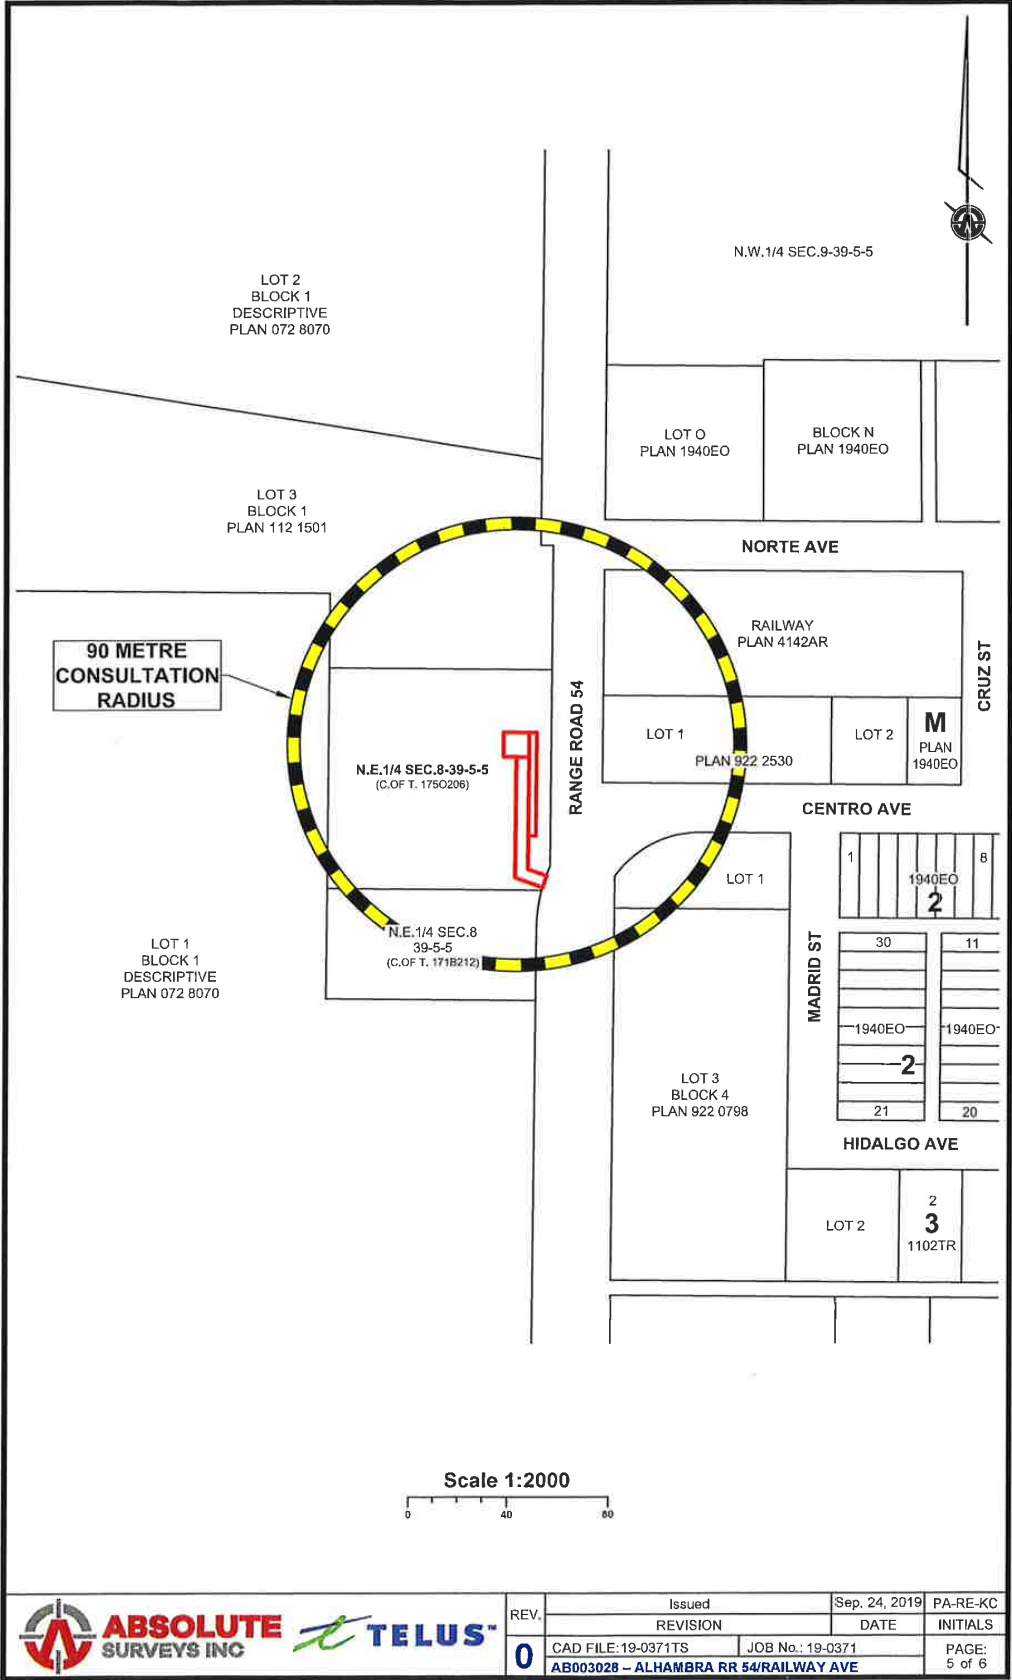 N.W.1/4 SEC.9-39-5-5
LOT 2
BLOCK 1
DESCRIPTIVE
PLAN 072 8070
LOT O
PLAN 1940EO
BLOCK N
PLAN 1940EO
LOT 3
BLOCK 1
PLAN 112 1501
NORTE AVE
RAILWAY
PLAN 4142AR
CRUZ ST
90 METRE
CONSULTATION
RADIUS
RANGE ROAD 54
LOT 1
LOT 2
PLAN 922 2530
M
PLAN
1940EO
N.E.1/4 SEC.8-39-5-5
(C.OF T. 175O206)
CENTRO AVE
1
8
1940EO
2
LOT 1
N.E.1/4 SEC.8
39-5-5
(C.OF T. 171B212)
LOT 1
BLOCK 1
DESCRIPTIVE
PLAN 072 8070
MADRID ST
30
11
1940EO
1940EO
2
21
20
LOT 3
BLOCK 4
PLAN 922 0798
HIDALGO AVE
LOT 2
2
3
1102TR
Scale 1:2000
0 40 80
ABSOLUTE
SURVEYS INC
TELUS™
REV.
0
Issued
Sep. 24, 2019
PA-RE-KC
REVISION
DATE
INITIALS
CAD FILE:19-0371TS
JOB No.: 19-0371
PAGE:
5 of 6
AB003028 – ALHAMBRA RR 54/RAILWAY AVE